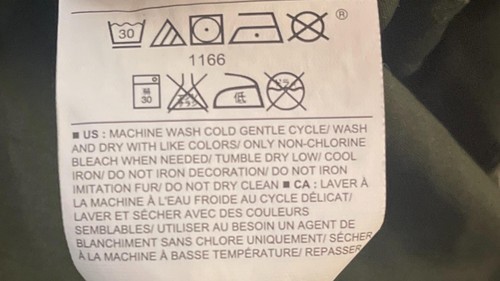 30 ®
1166
弱 30 低
■ US : MACHINE WASH COLD GENTLE CYCLE/ WASH
AND DRY WITH LIKE COLORS/ ONLY NON-CHLORINE
BLEACH WHEN NEEDED/ TUMBLE DRY LOW/ COOL
IRON/ DO NOT IRON DECORATION/ DO NOT IRON
IMITATION FUR/ DO NOT DRY CLEAN ■ CA : LAVER À
LA MACHINE À L'EAU FROIDE AU CYCLE DÉLICAT/
LAVER ET SÉCHER AVEC DES COULEURS
SEMBLABLES/ UTILISER AU BESOIN UN AGENT DE
BLANCHIMENT SANS CHLORE UNIQUEMENT/ SÉCHER
À LA MACHINE À BASSE TEMPÉRATURE/ REPASSER